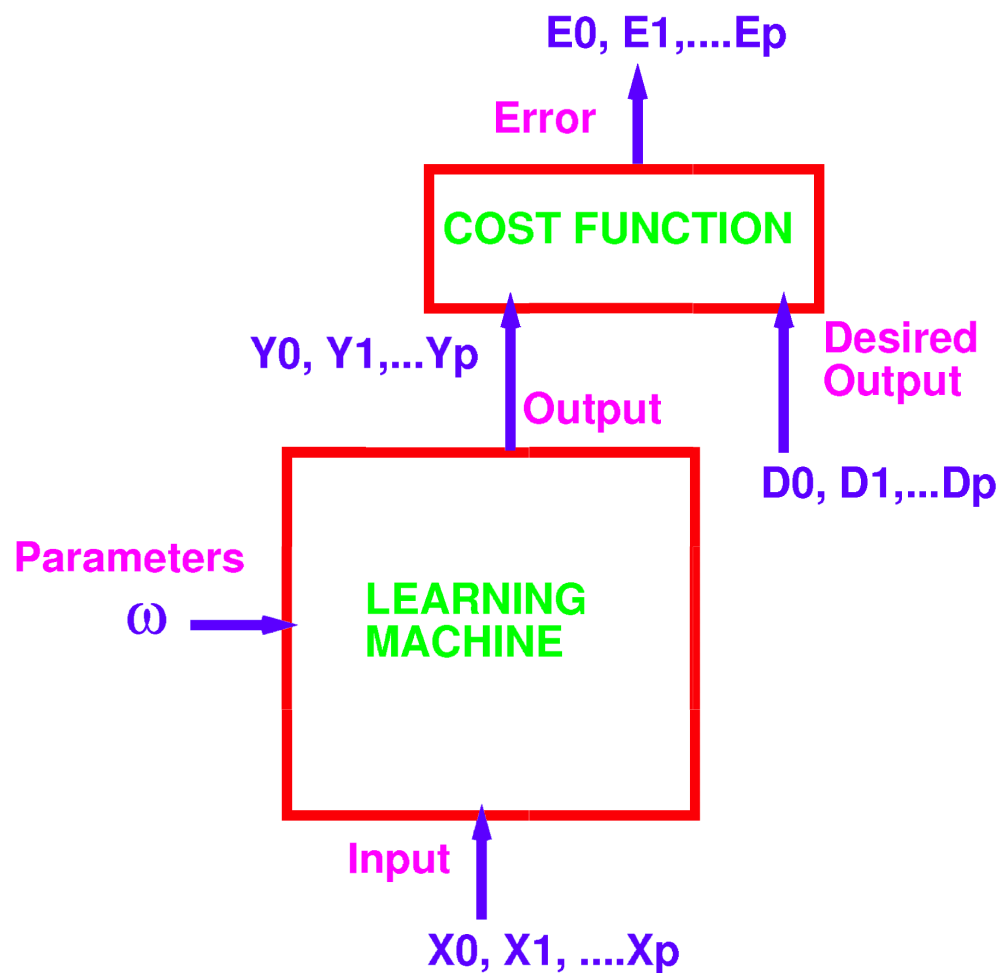 E0, E1,....Ep
Error
COST FUNCTION
Y0, Y1,...Yp
Desired
Output
Output
D0, D1,...Dp
Parameters
ω
LEARNING
MACHINE
Input
X0, X1, ....Xp